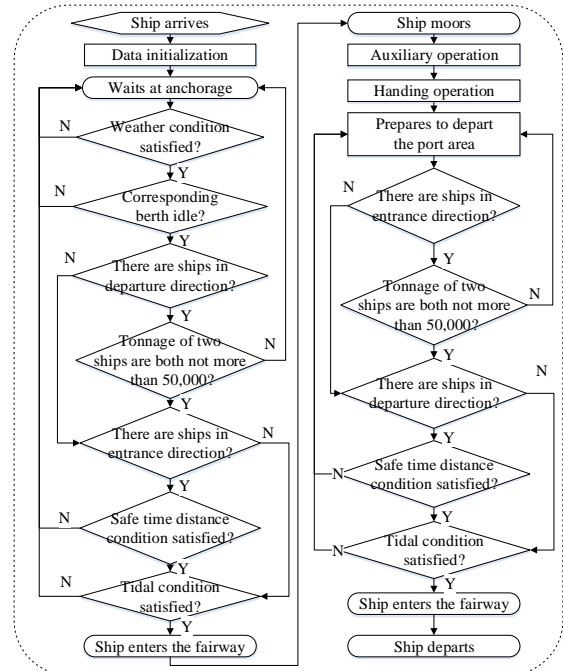 Ship arrives
Data initialization
Waits at anchorage
N
Weather condition
satisfied?
Y
N
Corresponding
berth idle?
Y
N
There are ships in
departure direction?
Y
Tonnage of two
ships are both not more
than 50,000?
N
Y
There are ships in
entrance direction?
N
Y
N
Safe time distance
condition satisfied?
Y
N
Tidal condition
satisfied?
Y
Ship enters the fairway
Ship moors
Auxiliary operation
Handing operation
Prepares to depart
the port area
N
There are ships in
entrance direction?
Y
Tonnage of two
ships are both not more
than 50,000?
N
Y
There are ships in
departure direction?
N
Y
N
Safe time distance
condition satisfied?
Y
N
Tidal condition
satisfied?
Y
Ship enters the fairway
Ship departs